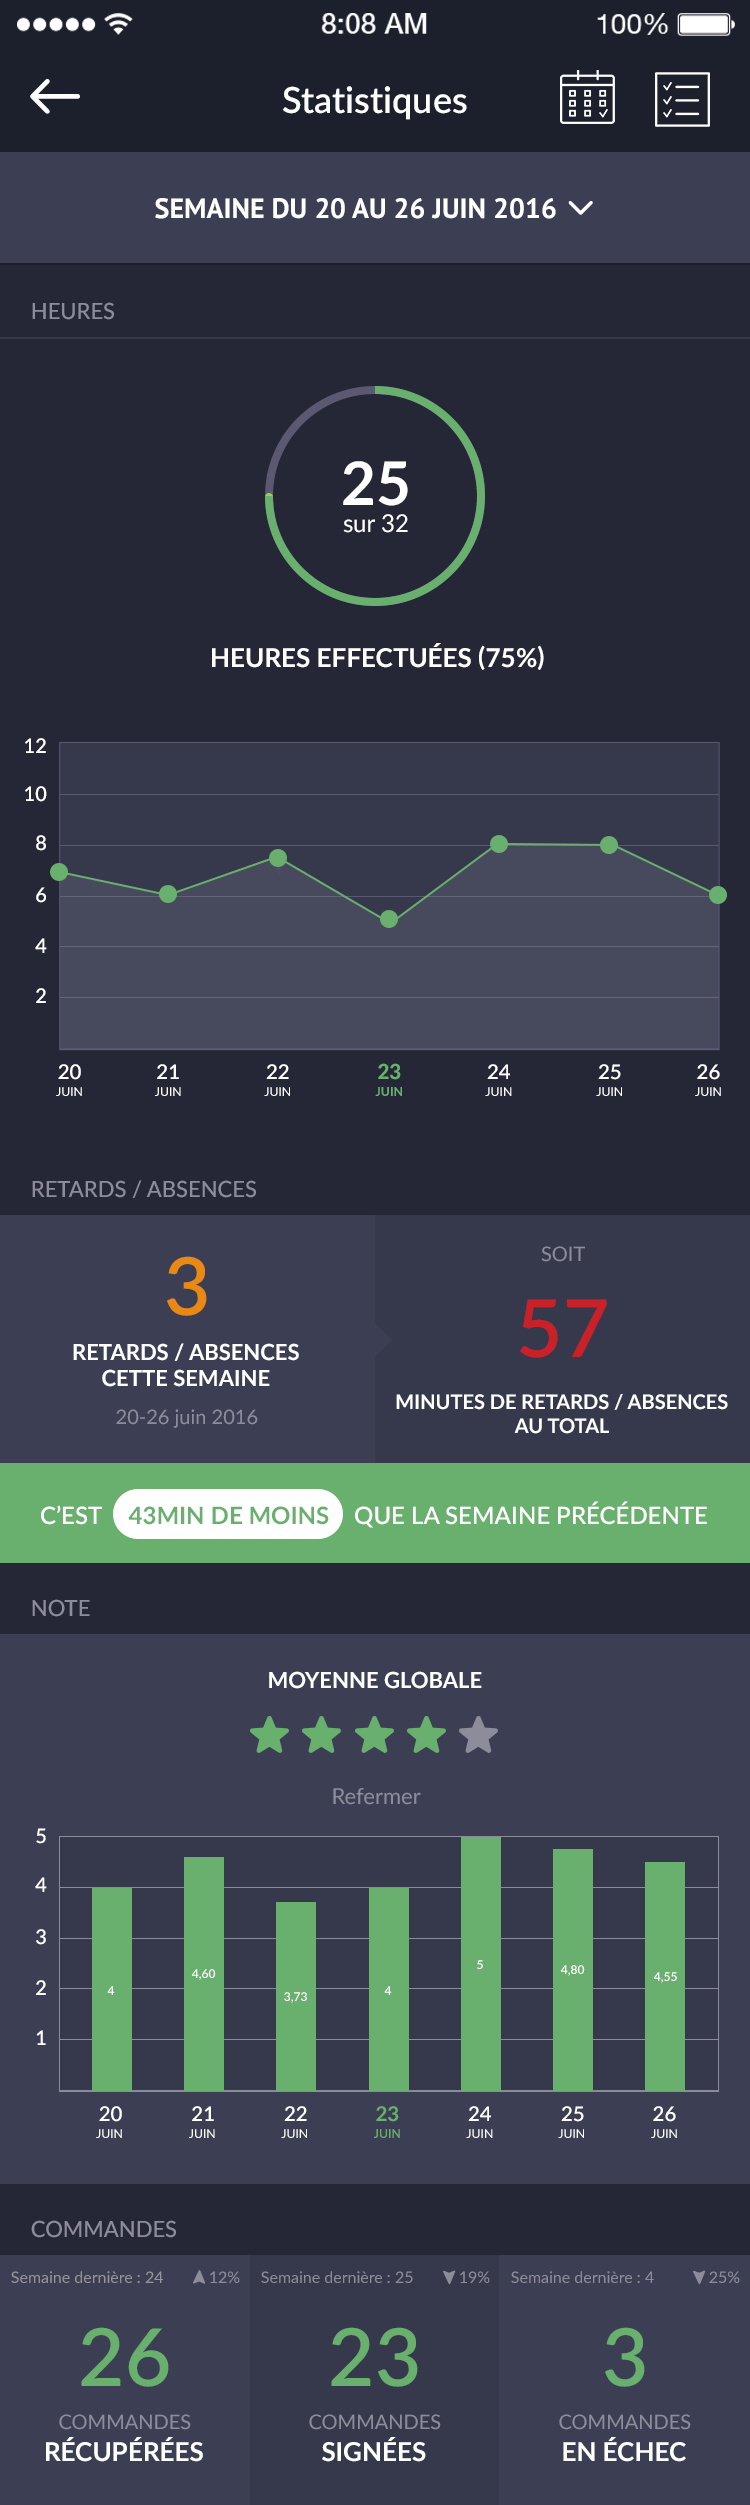 8:08 AM 100%
Statistiques
SEMAINE DU 20 AU 26 JUIN 2016
HEURES
25
sur 32
HEURES EFFECTUÉES (75%)
12
10
8
6
4
2
20 21 22 23 24 25 26
JUIN JUIN JUIN JUIN JUIN JUIN JUIN
RETARDS / ABSENCES
3
RETARDS / ABSENCES
CETTE SEMAINE
20-26 juin 2016
SOIT
57
MINUTES DE RETARDS / ABSENCES
AU TOTAL
C'EST 43MIN DE MOINS QUE LA SEMAINE PRÉCÉDENTE
NOTE
MOYENNE GLOBALE
Refermer
5
4
3
2
1
4 4,60 3,73 4 5 4,80 4,55
20 21 22 23 24 25 26
JUIN JUIN JUIN JUIN JUIN JUIN JUIN
COMMANDES
Semaine dernière : 24 12%
26
COMMANDES
RÉCUPÉRÉES
Semaine dernière : 25 19%
23
COMMANDES
SIGNÉES
Semaine dernière : 4 25%
3
COMMANDES
EN ÉCHEC